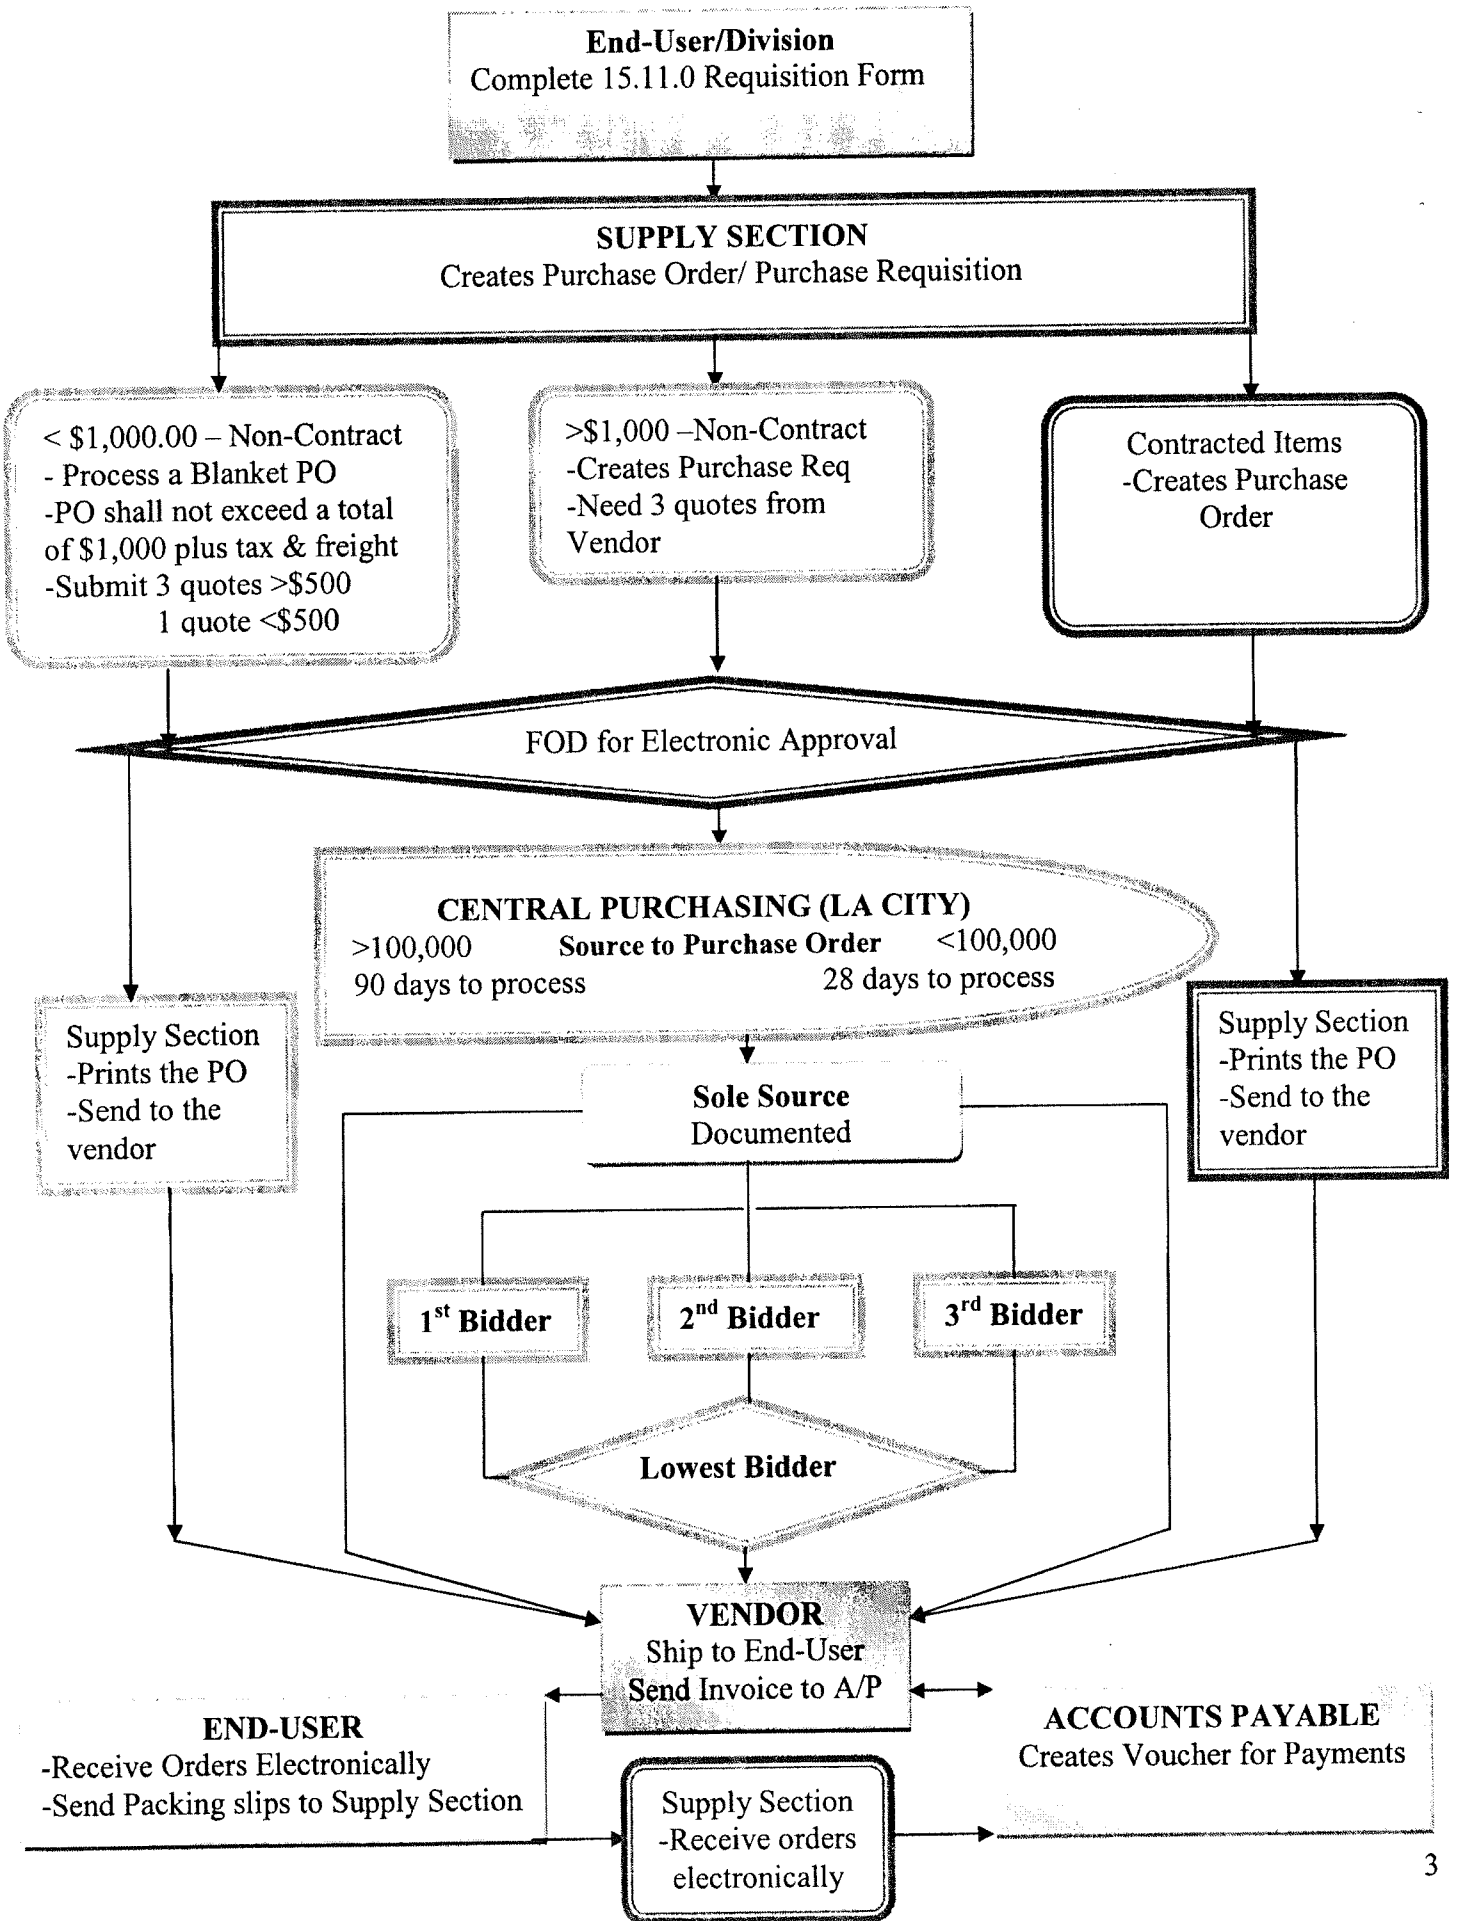 End-User/Division
Complete 15.11.0 Requisition Form
SUPPLY SECTION
Creates Purchase Order/ Purchase Requisition
< $1,000.00 – Non-Contract
- Process a Blanket PO
-PO shall not exceed a total
of $1,000 plus tax & freight
-Submit 3 quotes >$500
1 quote <$500
>$1,000 –Non-Contract
-Creates Purchase Req
-Need 3 quotes from
Vendor
Contracted Items
-Creates Purchase
Order
FOD for Electronic Approval
CENTRAL PURCHASING (LA CITY)
>100,000 Source to Purchase Order <100,000
90 days to process 28 days to process
Supply Section
-Prints the PO
-Send to the
vendor
Sole Source
Documented
Supply Section
-Prints the PO
-Send to the
vendor
1st Bidder
2nd Bidder
3rd Bidder
Lowest Bidder
VENDOR
Ship to End-User
Send Invoice to A/P
END-USER
-Receive Orders Electronically
-Send Packing slips to Supply Section
Supply Section
-Receive orders
electronically
ACCOUNTS PAYABLE
Creates Voucher for Payments
3